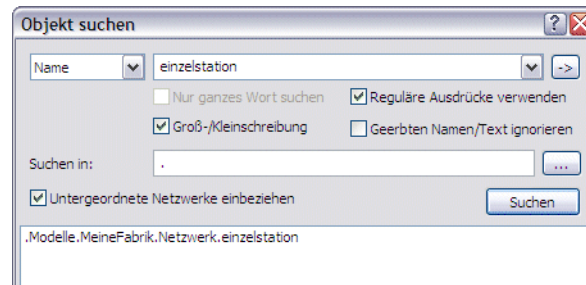 Objekt suchen
Name einzelstation ->
Nur ganzes Wort suchen Reguläre Ausdrücke verwenden
Groß-/Kleinschreibung Geerbten Namen/Text ignorieren
Suchen in: . ...
Untergeordnete Netzwerke einbeziehen Suchen
.Modelle.MeineFabrik.Netzwerk.einzelstation